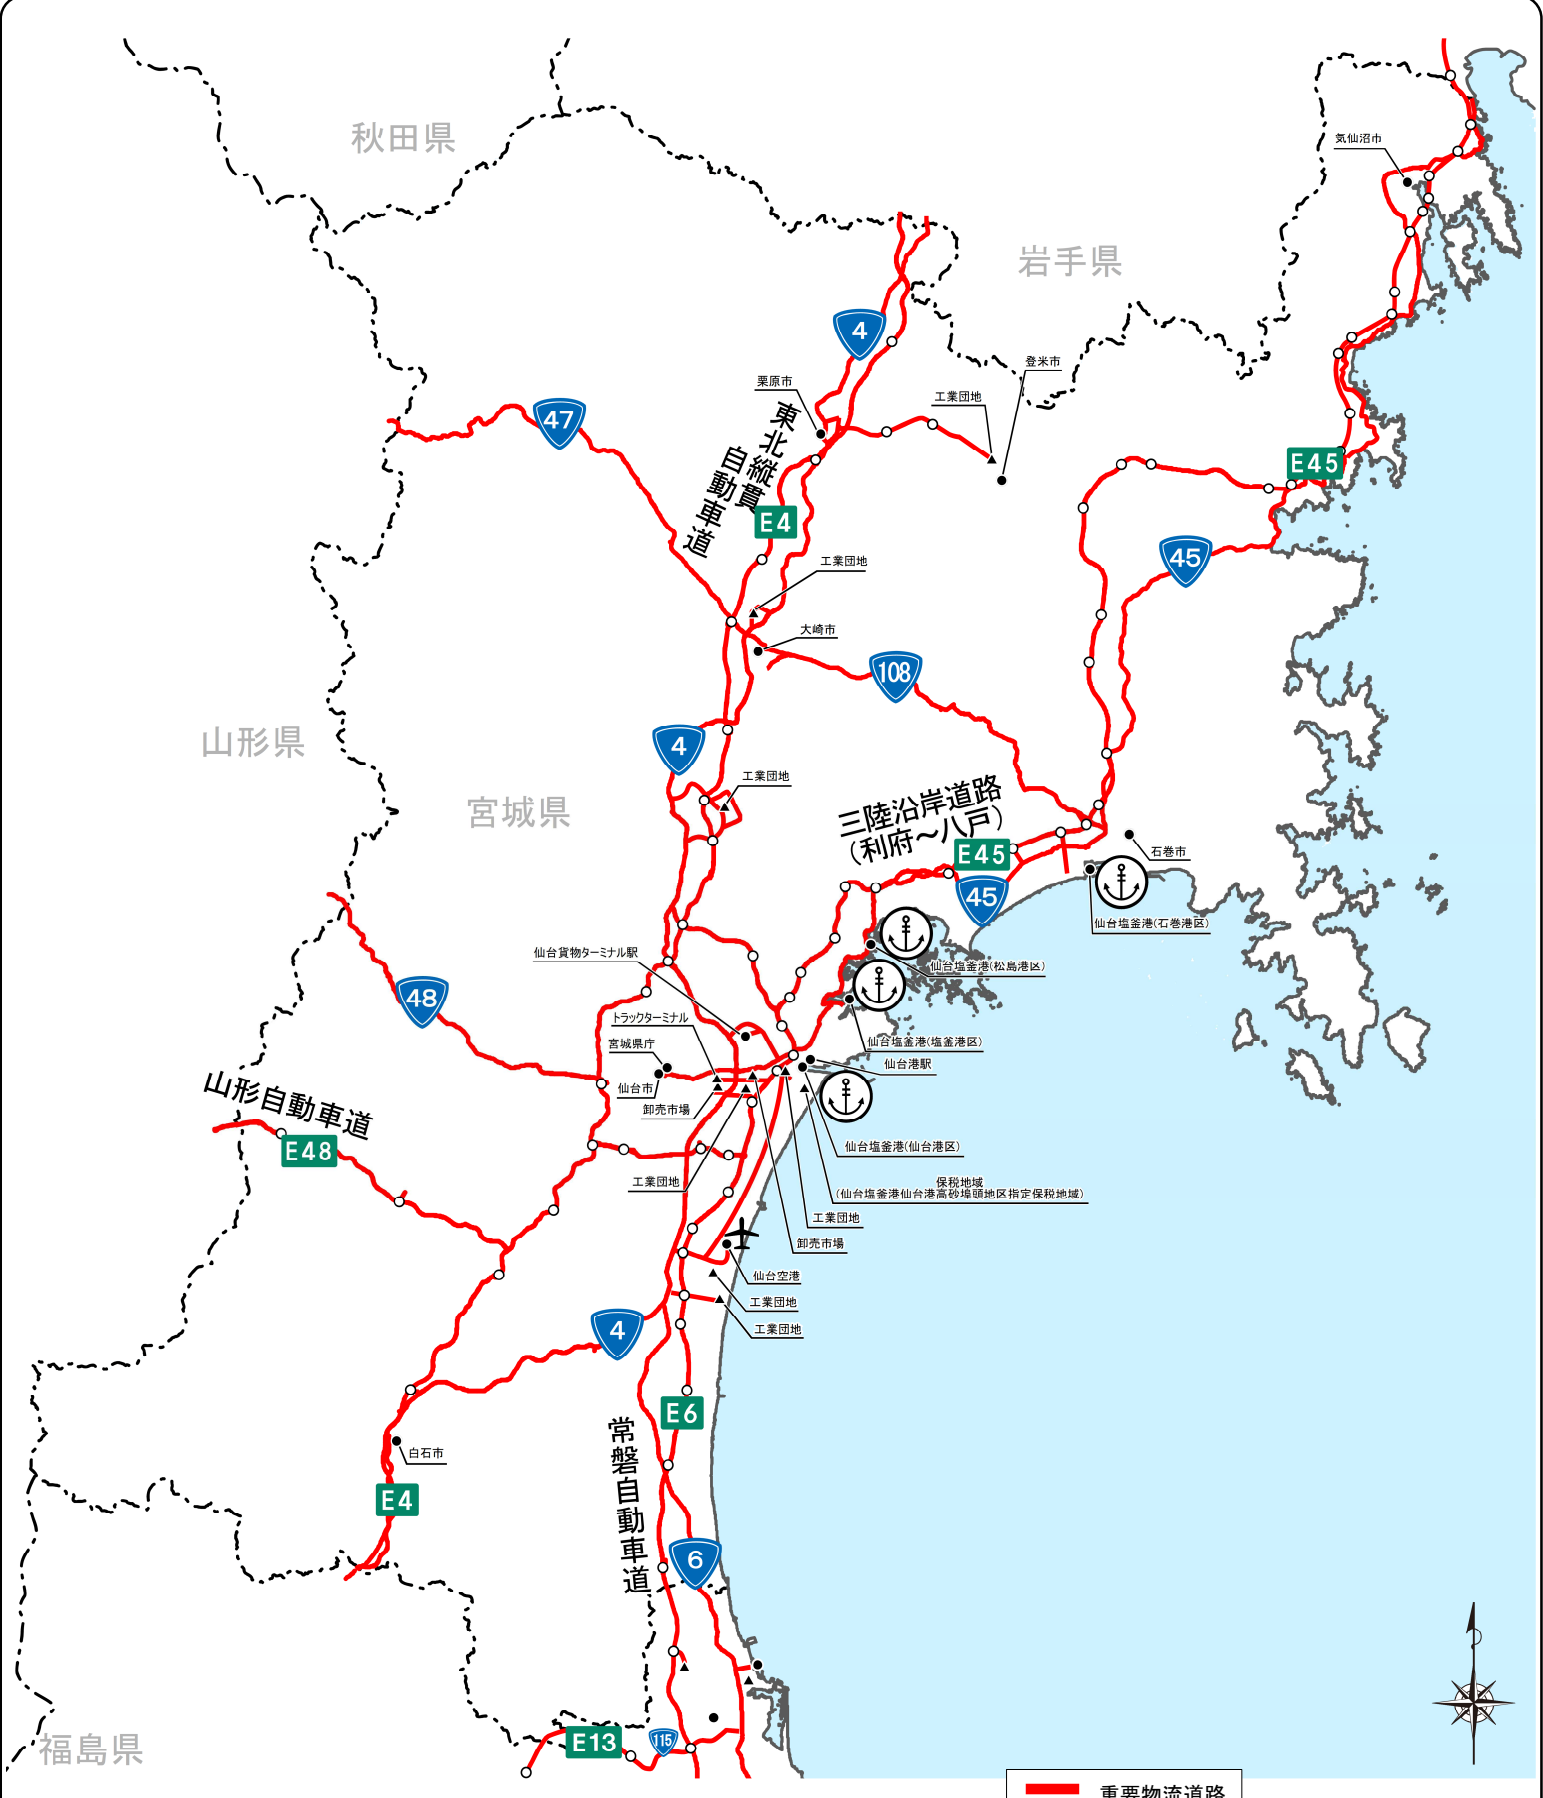 秋田県
気仙沼市
岩手県
4
登米市
栗原市
工業団地
47
東北縦貫
自動車道
E45
E4
45
工業団地
大崎市
108
山形県
4
工業団地
宮城県
三陸沿岸道路
(利府~八戸)
E45
石巻市
45
仙台塩釜港(石巻港区)
仙台貨物ターミナル駅
仙台塩釜港(松島港区)
48
トラックターミナル
宮城県庁
仙台塩釜港(塩釜港区)
仙台港駅
仙台市
卸売市場
山形自動車道
E48
仙台塩釜港(仙台港区)
工業団地
保税地域
(仙台塩釜港仙台港高砂埠頭地区指定保税地域)
工業団地
卸売市場
仙台空港
工業団地
工業団地
4
E6
常磐自動車道
白石市
E4
6
福島県
E13
115
重要物流道路